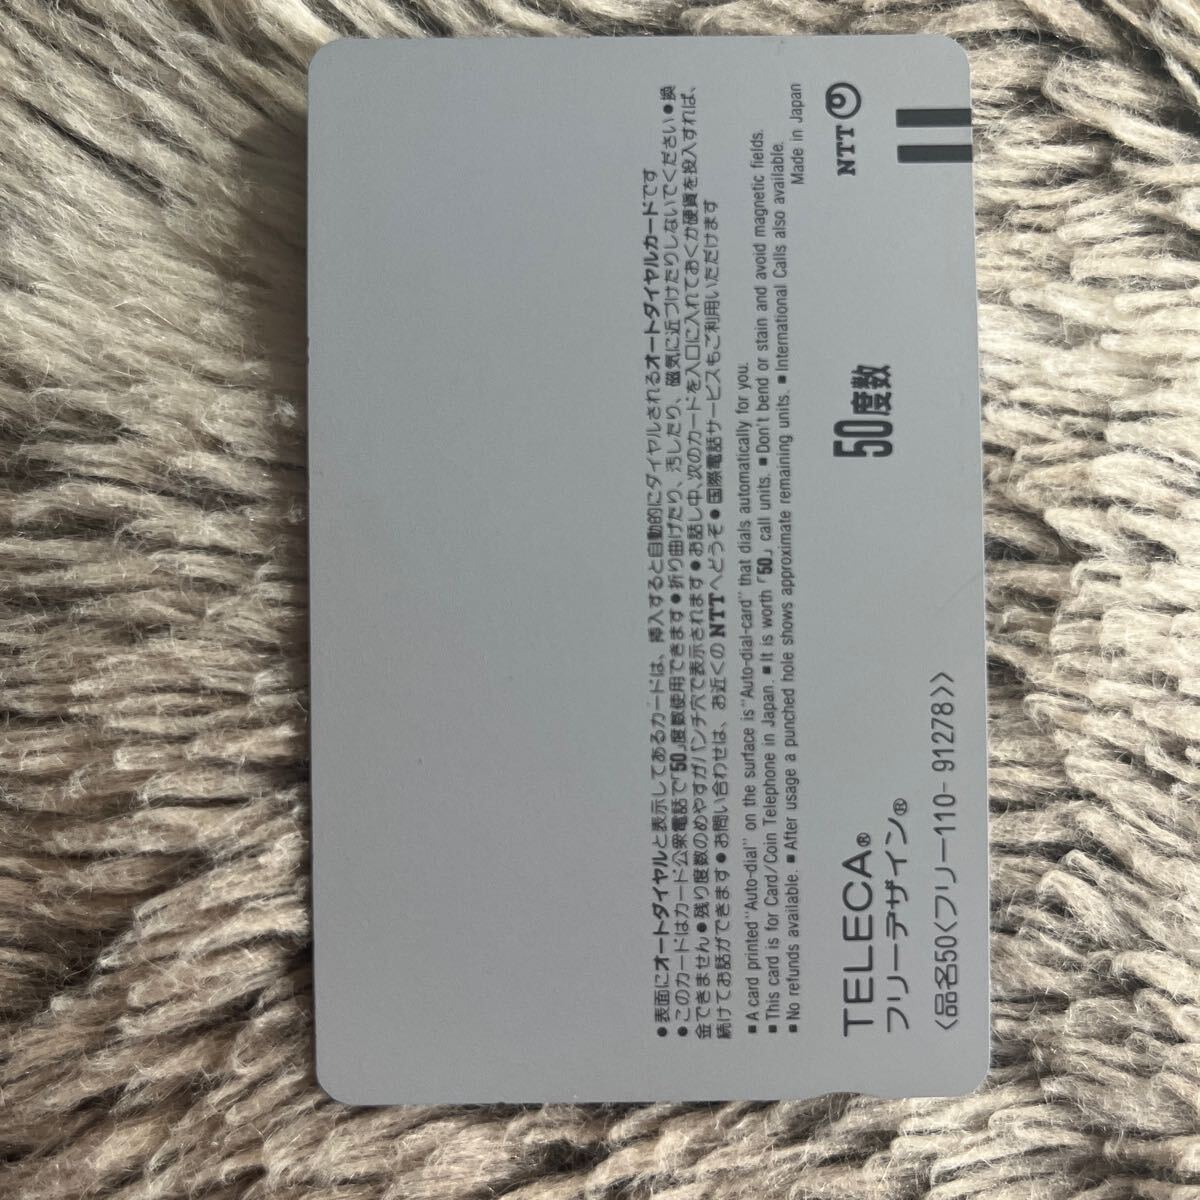 ●表面にオートダイヤルと表示してあるカードは、挿入すると自動的にダイヤルされるオートダイヤルカードです
●このカードはカード公衆電話で「50」度数使用できます●折り曲げたり、汚したり、磁気に近づけたりしないでください●換
金できません●残り度数のめやすがパンチ穴で表示されます●お話し中、次のカードを入口に入れておくか硬貨を投入すれば、
続けてお話ができます●お問い合わせは、お近くのNTTへどうぞ●国際電話サービスもご利用いただけます
■A card printed "Auto-dial" on the surface is "Auto-dial-card" that dials automatically for you.
■This card is for Card/Coin Telephone in Japan. ■It is worth「50」call units. ■Don't bend or stain and avoid magnetic fields.
■No refunds available. ■After usage a punched hole shows approximate remaining units. ■International Calls also available.
Made in Japan
TELECA®
フリーデザイン®
50度数
NTT
〈品名50〈フリー110-91278〉〉